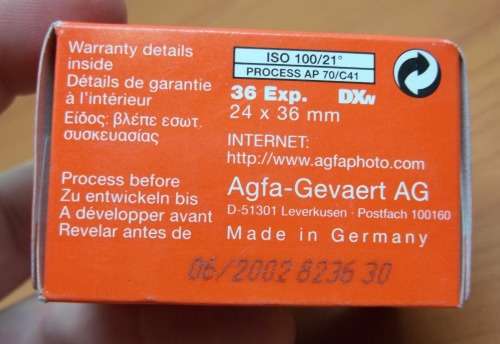 Warranty details
inside
Détails de garantie
à l'intérieur
Είδος: βλέπε εσωτ.
συσκευασίας
Process before
Zu entwickeln bis
A développer avant
Revelar antes de
ISO 100/21°
PROCESS AP 70/C41
36 Exp. DXN
24 x 36 mm
INTERNET:
http://www.agfaphoto.com
Agfa-Gevaert AG
D-51301 Leverkusen · Postfach 100160
Made in Germany
06/2002 8236 30